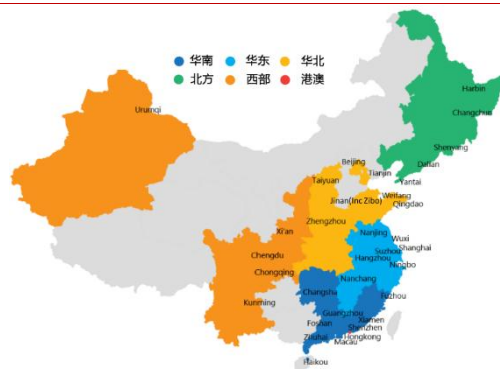 华南 华东 华北
北方 西部 港澳
Harbin
Urumqi
Changchun
Shenyang
Dalian
Beijing
Tianjin
Taiyuan
Yantai
Weifang
Jinan(Inc Zibo)
Qingdao
Zhengzhou
Xi'an
Nanjing
Wuxi
Suzhou
Shanghai
Chengdu
Hangzhou
Ningbo
Chongqing
Nanchang
Changsha
Kunming
Fuzhou
Guangzhou
Xiamen
Foshan
Shenzhen
Zhuhai
Hongkong
Macau
Haikou